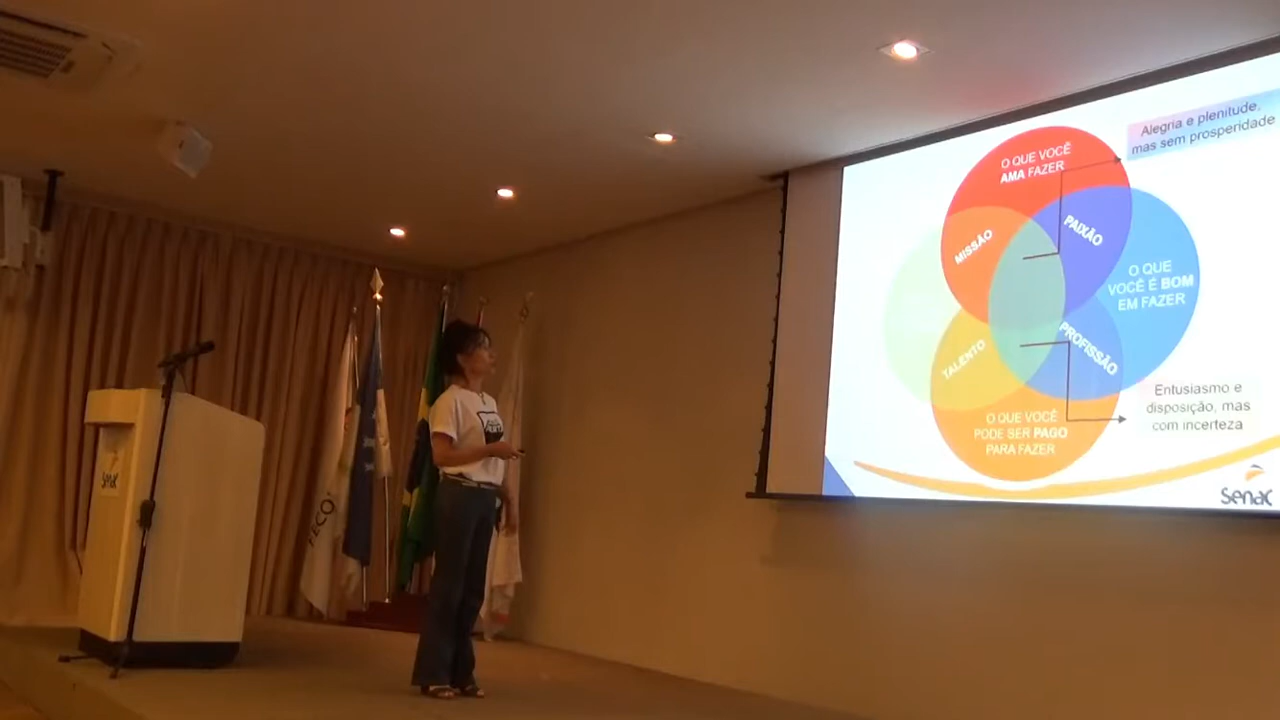 O QUE VOCÊ
AMA FAZER
Alegria e plenitude,
mas sem prosperidade
MISSÃO
PAIXÃO
O QUE
VOCÊ É BOM
EM FAZER
TALENTO
PROFISSÃO
O QUE VOCÊ
PODE SER PAGO
PARA FAZER
Entusiasmo e
disposição, mas
com incerteza
Senac
Senac
FECO